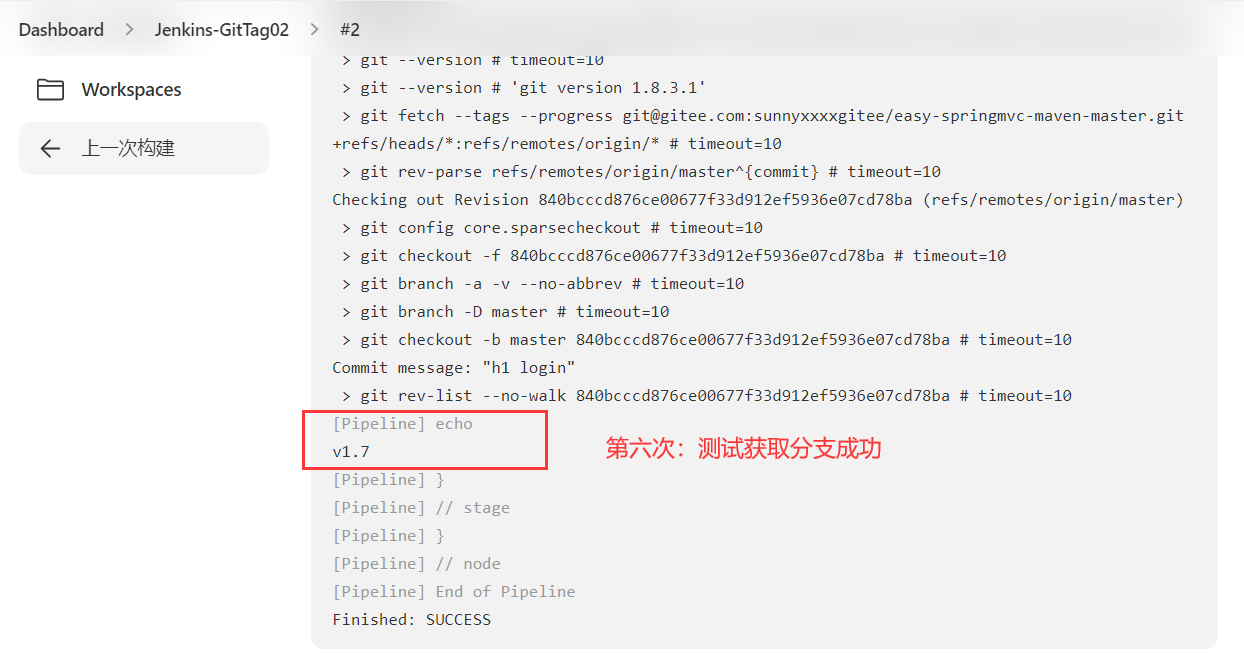 Dashboard > Jenkins-GitTag02 > #2
Workspaces
上一次构建
> git --version # timeout=10
> git --version # 'git version 1.8.3.1'
> git fetch --tags --progress git@gitee.com:sunnyxxxxgitee/easy-springmvc-maven-master.git
+refs/heads/*:refs/remotes/origin/* # timeout=10
> git rev-parse refs/remotes/origin/master^{commit} # timeout=10
Checking out Revision 840bcccd876ce00677f33d912ef5936e07cd78ba (refs/remotes/origin/master)
> git config core.sparsecheckout # timeout=10
> git checkout -f 840bcccd876ce00677f33d912ef5936e07cd78ba # timeout=10
> git branch -a -v --no-abbrev # timeout=10
> git branch -D master # timeout=10
> git checkout -b master 840bcccd876ce00677f33d912ef5936e07cd78ba # timeout=10
Commit message: "h1 login"
> git rev-list --no-walk 840bcccd876ce00677f33d912ef5936e07cd78ba # timeout=10
[Pipeline] echo
v1.7
第六次：测试获取分支成功
[Pipeline] }
[Pipeline] // stage
[Pipeline] }
[Pipeline] // node
[Pipeline] End of Pipeline
Finished: SUCCESS